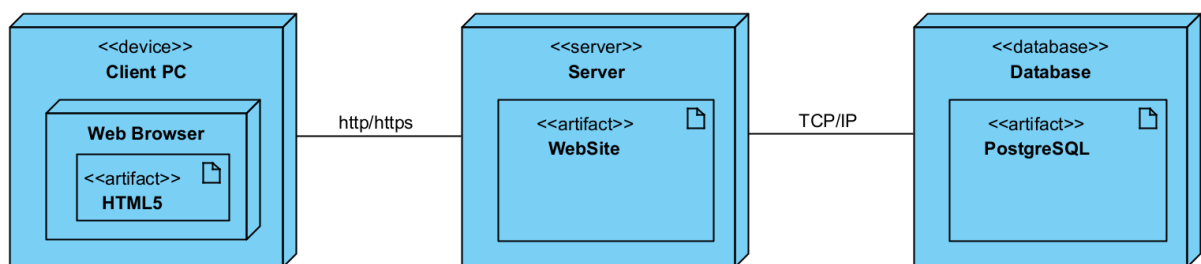 <<device>>
Client PC
Web Browser
<<artifact>>
HTML5
http/https
<<server>>
Server
<<artifact>>
WebSite
TCP/IP
<<database>>
Database
<<artifact>>
PostgreSQL